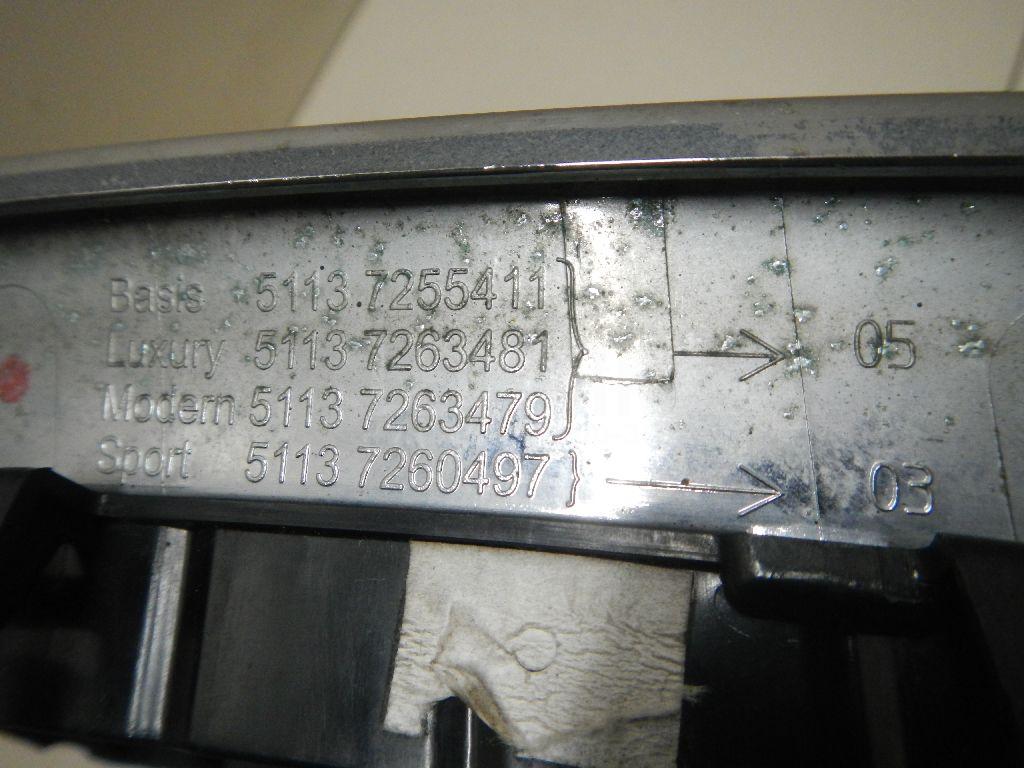 Basis 5113 7255411
Luxury 5113 7263481 05
Modern 5113 7263479
Sport 5113 7260497 03